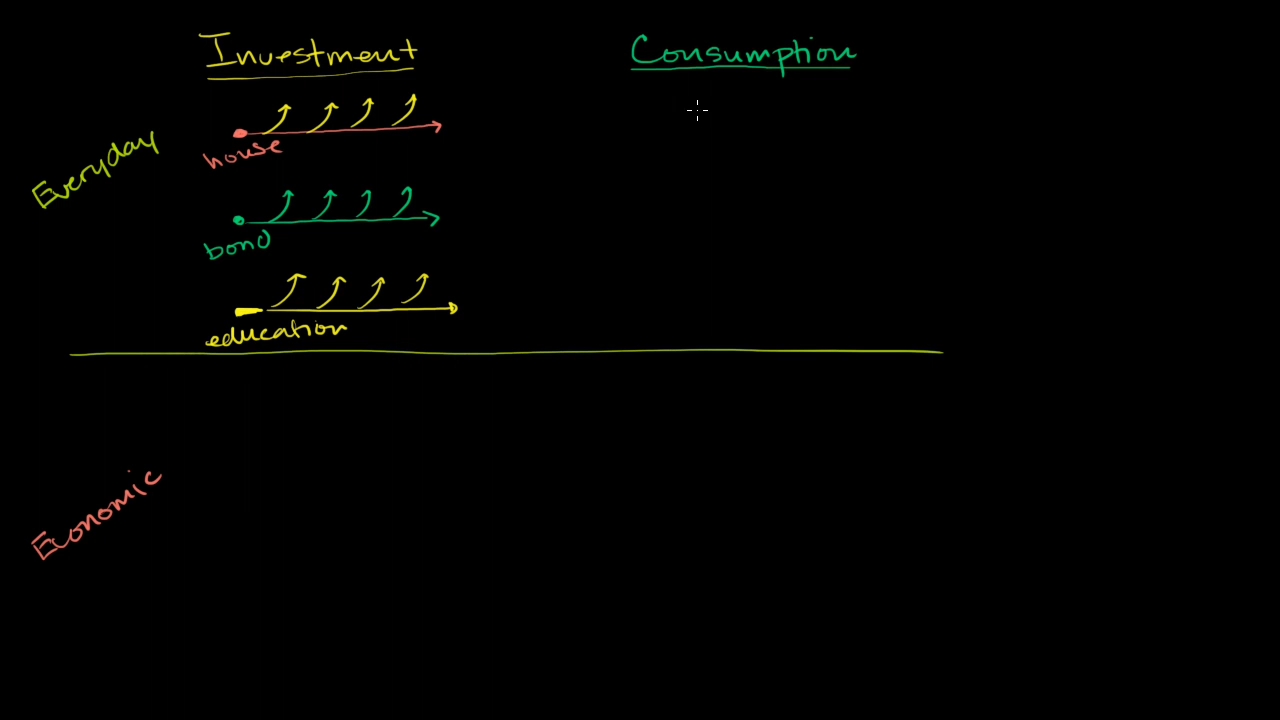 Investment Consumption
Everyday
house
bond
education
Economic